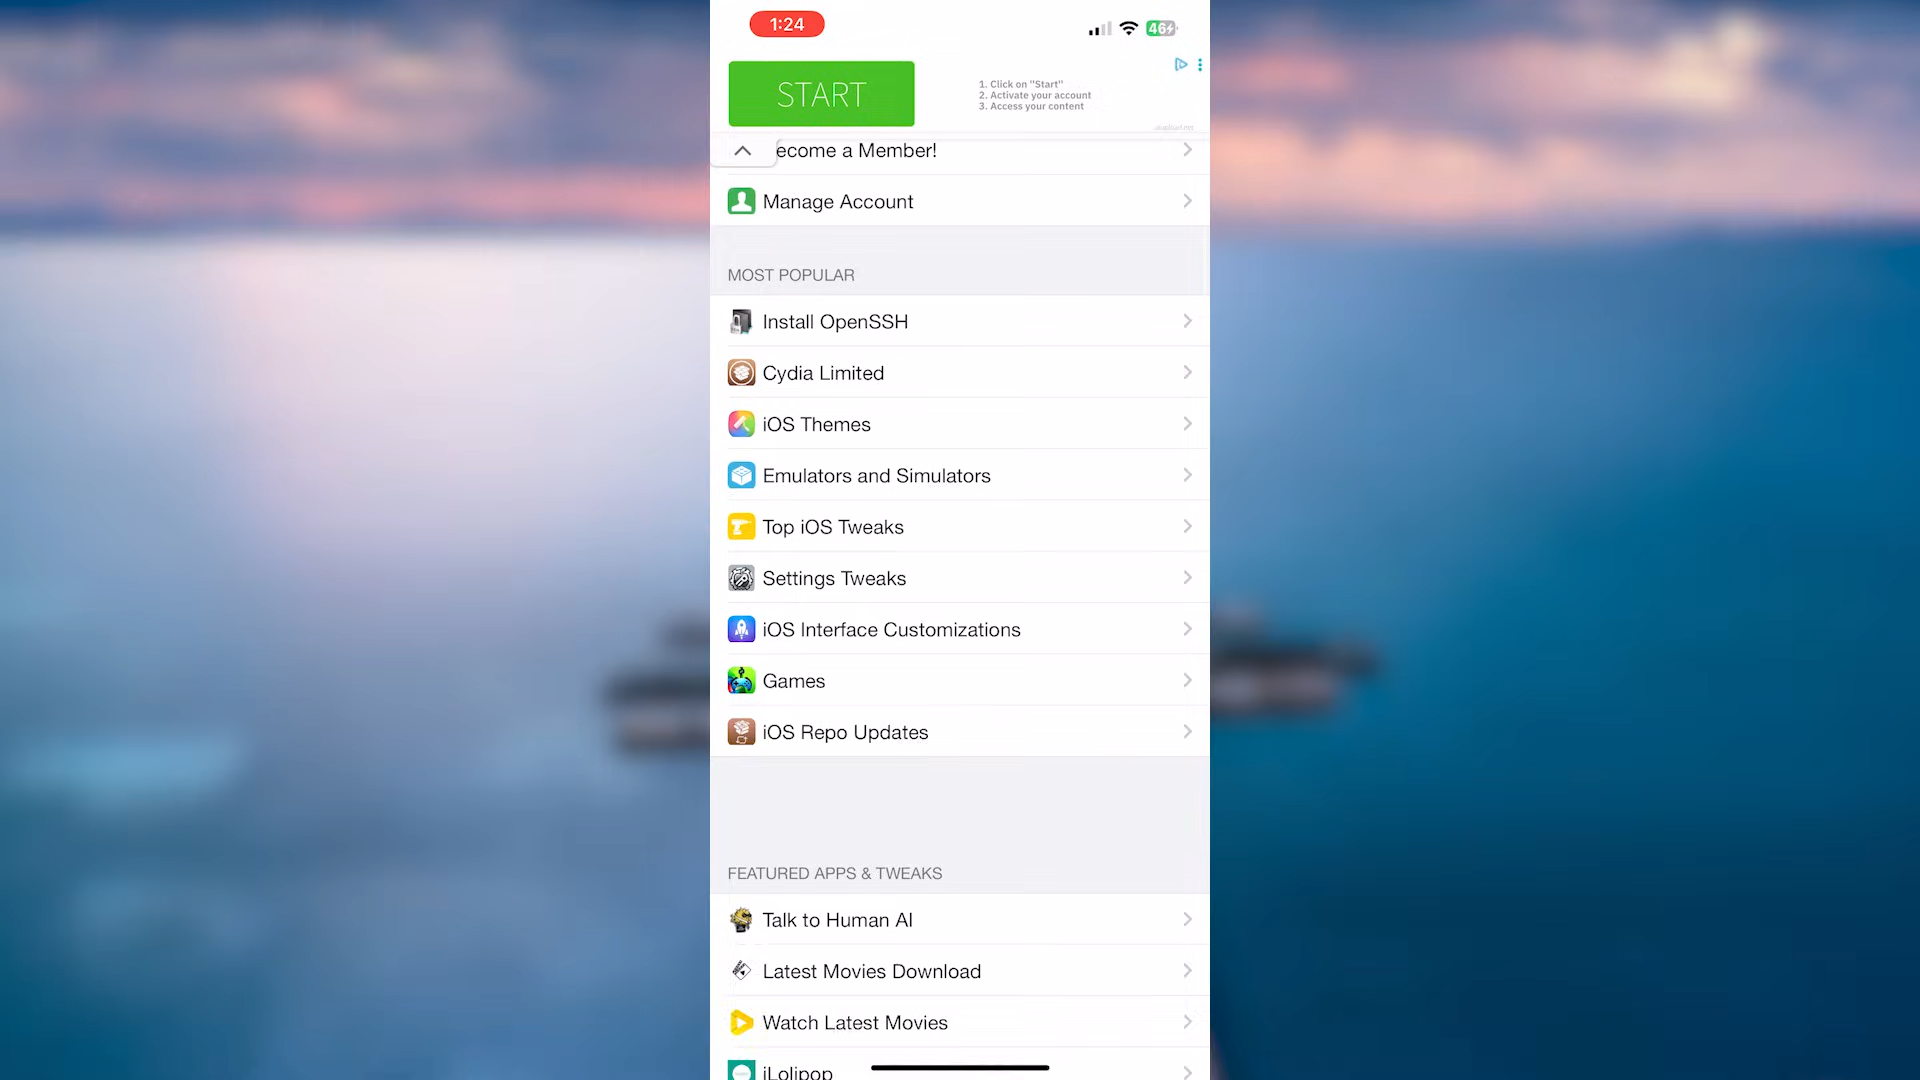 1:24
46
START
1. Click on "Start"
2. Activate your account
3. Access your content
ecome a Member!
Manage Account
MOST POPULAR
Install OpenSSH
Cydia Limited
iOS Themes
Emulators and Simulators
Top iOS Tweaks
Settings Tweaks
iOS Interface Customizations
Games
iOS Repo Updates
FEATURED APPS & TWEAKS
Talk to Human AI
Latest Movies Download
Watch Latest Movies
iLolipop